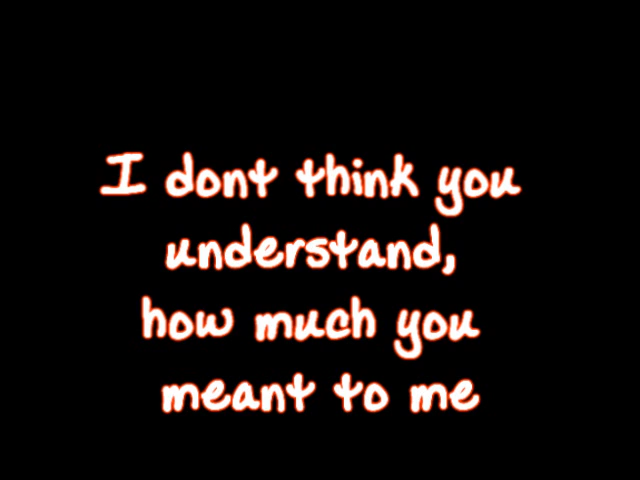 I dont think you
understand,
how much you
meant to me